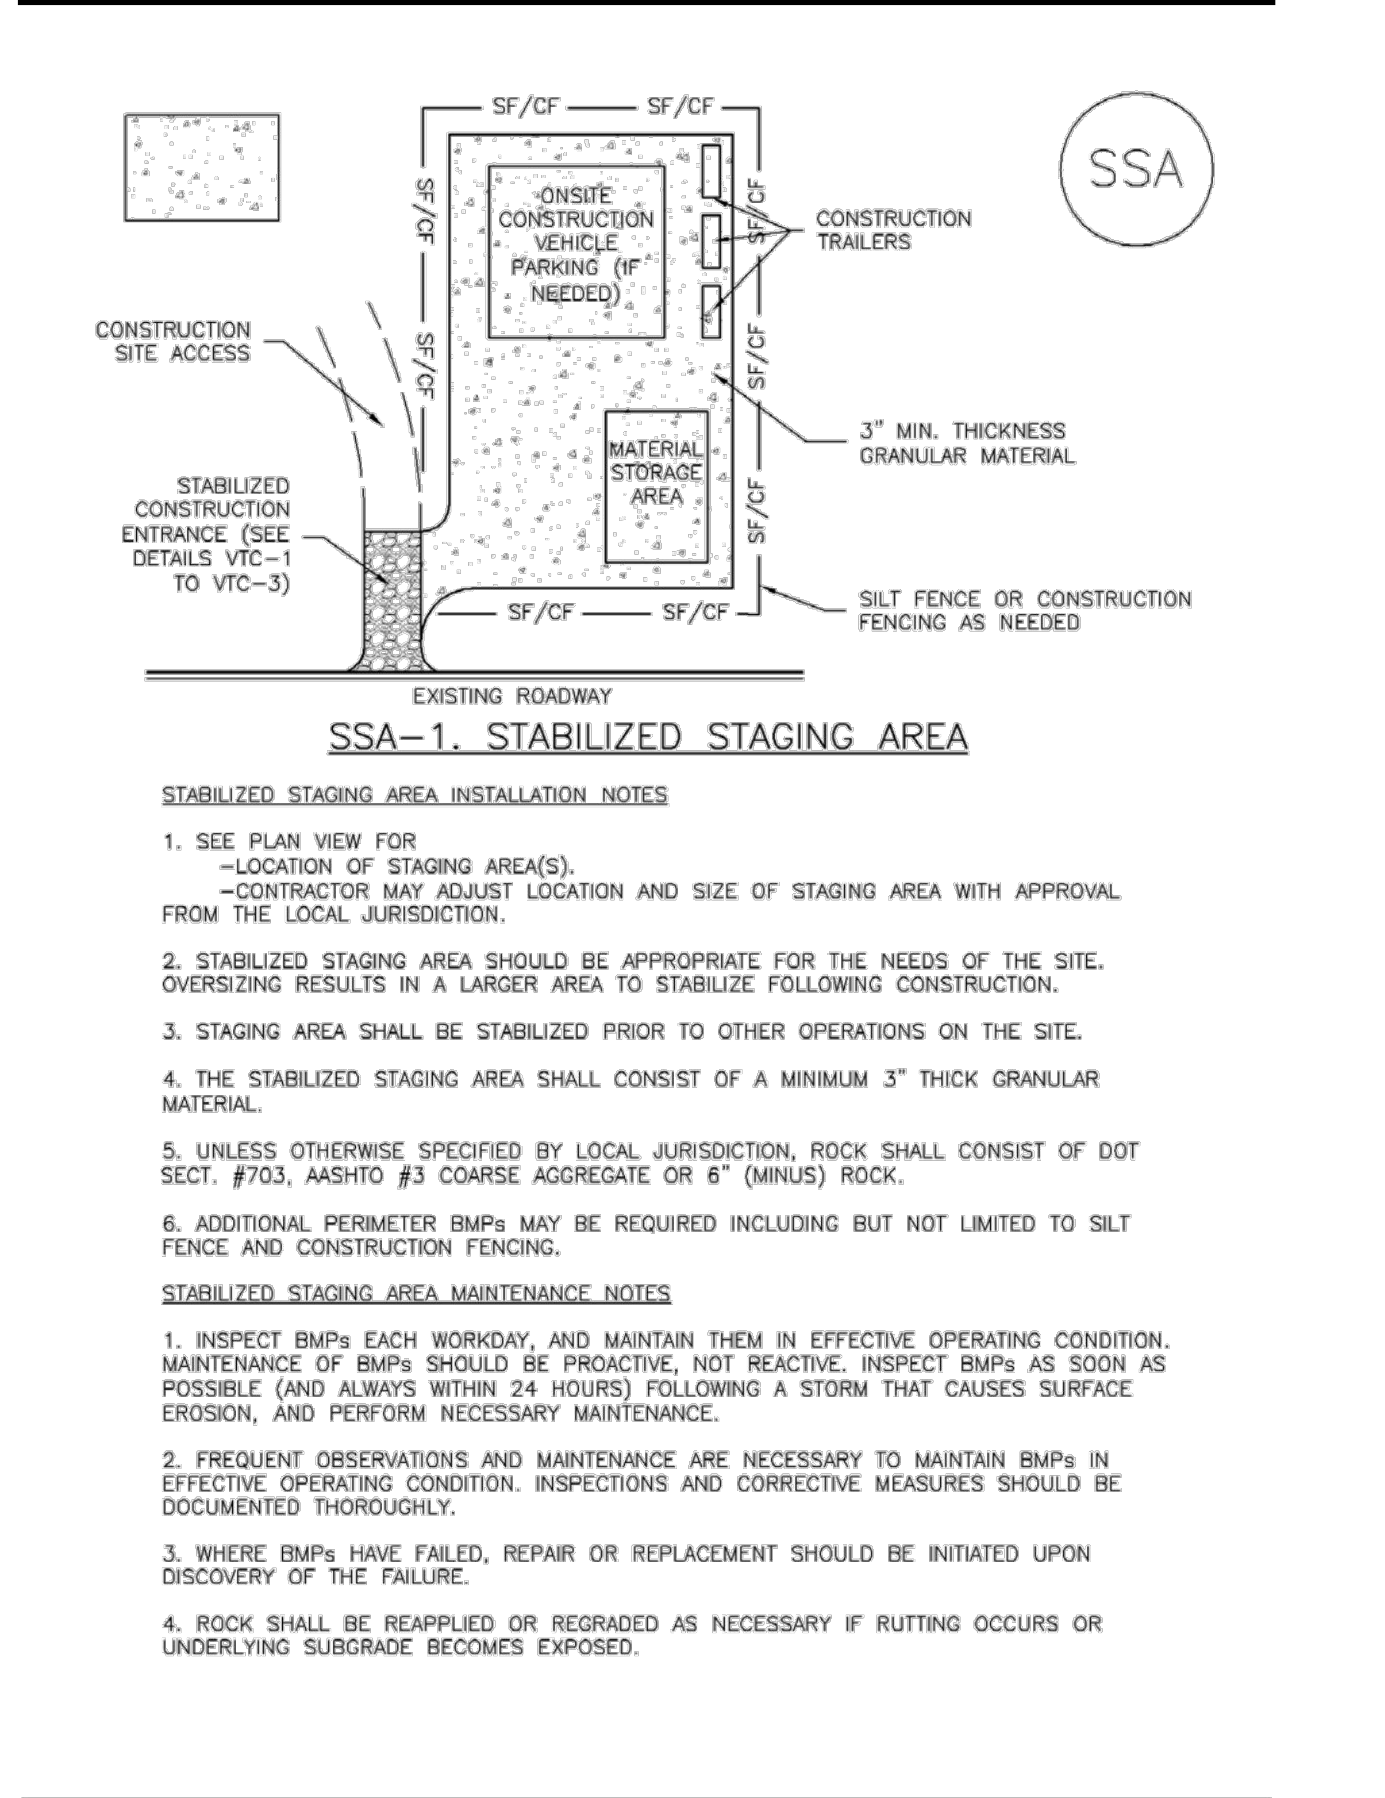 SF/CF SF/CF
SSA
SF/CF
SF/CF
ONSITE
CONSTRUCTION
VEHICLE
PARKING (IF
NEEDED)
SF/CF
CONSTRUCTION
TRAILERS
CONSTRUCTION
SITE ACCESS
SF/CF
3" MIN. THICKNESS
GRANULAR MATERIAL
MATERIAL
STORAGE
AREA
STABILIZED
CONSTRUCTION
ENTRANCE (SEE
DETAILS VTC-1
TO VTC-3)
SF/CF
SILT FENCE OR CONSTRUCTION
FENCING AS NEEDED
SF/CF SF/CF
EXISTING ROADWAY
SSA-1. STABILIZED STAGING AREA
STABILIZED STAGING AREA INSTALLATION NOTES
1. SEE PLAN VIEW FOR
-LOCATION OF STAGING AREA(S).
-CONTRACTOR MAY ADJUST LOCATION AND SIZE OF STAGING AREA WITH APPROVAL
FROM THE LOCAL JURISDICTION.
2. STABILIZED STAGING AREA SHOULD BE APPROPRIATE FOR THE NEEDS OF THE SITE.
OVERSIZING RESULTS IN A LARGER AREA TO STABILIZE FOLLOWING CONSTRUCTION.
3. STAGING AREA SHALL BE STABILIZED PRIOR TO OTHER OPERATIONS ON THE SITE.
4. THE STABILIZED STAGING AREA SHALL CONSIST OF A MINIMUM 3" THICK GRANULAR
MATERIAL.
5. UNLESS OTHERWISE SPECIFIED BY LOCAL JURISDICTION, ROCK SHALL CONSIST OF DOT
SECT. #703, AASHTO #3 COARSE AGGREGATE OR 6" (MINUS) ROCK.
6. ADDITIONAL PERIMETER BMPs MAY BE REQUIRED INCLUDING BUT NOT LIMITED TO SILT
FENCE AND CONSTRUCTION FENCING.
STABILIZED STAGING AREA MAINTENANCE NOTES
1. INSPECT BMPs EACH WORKDAY, AND MAINTAIN THEM IN EFFECTIVE OPERATING CONDITION.
MAINTENANCE OF BMPs SHOULD BE PROACTIVE, NOT REACTIVE. INSPECT BMPs AS SOON AS
POSSIBLE (AND ALWAYS WITHIN 24 HOURS) FOLLOWING A STORM THAT CAUSES SURFACE
EROSION, AND PERFORM NECESSARY MAINTENANCE.
2. FREQUENT OBSERVATIONS AND MAINTENANCE ARE NECESSARY TO MAINTAIN BMPs IN
EFFECTIVE OPERATING CONDITION. INSPECTIONS AND CORRECTIVE MEASURES SHOULD BE
DOCUMENTED THOROUGHLY.
3. WHERE BMPs HAVE FAILED, REPAIR OR REPLACEMENT SHOULD BE INITIATED UPON
DISCOVERY OF THE FAILURE.
4. ROCK SHALL BE REAPPLIED OR REGRADED AS NECESSARY IF RUTTING OCCURS OR
UNDERLYING SUBGRADE BECOMES EXPOSED.